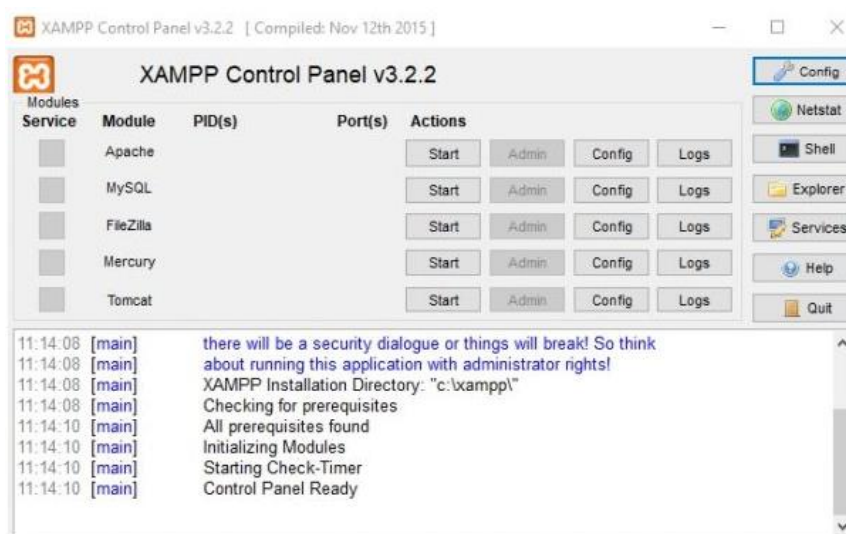 XAMPP Control Panel v3.2.2 [ Compiled: Nov 12th 2015 ]
XAMPP Control Panel v3.2.2
Config
Modules
Service Module PID(s) Port(s) Actions
Netstat
Apache Start Admin Config Logs
Shell
MySQL Start Admin Config Logs
Explorer
FileZilla Start Admin Config Logs
Services
Mercury Start Admin Config Logs
Help
Tomcat Start Admin Config Logs
Quit
11:14:08 [main] there will be a security dialogue or things will break! So think
11:14:08 [main] about running this application with administrator rights!
11:14:08 [main] XAMPP Installation Directory: "c:\xampp\"
11:14:08 [main] Checking for prerequisites
11:14:10 [main] All prerequisites found
11:14:10 [main] Initializing Modules
11:14:10 [main] Starting Check-Timer
11:14:10 [main] Control Panel Ready